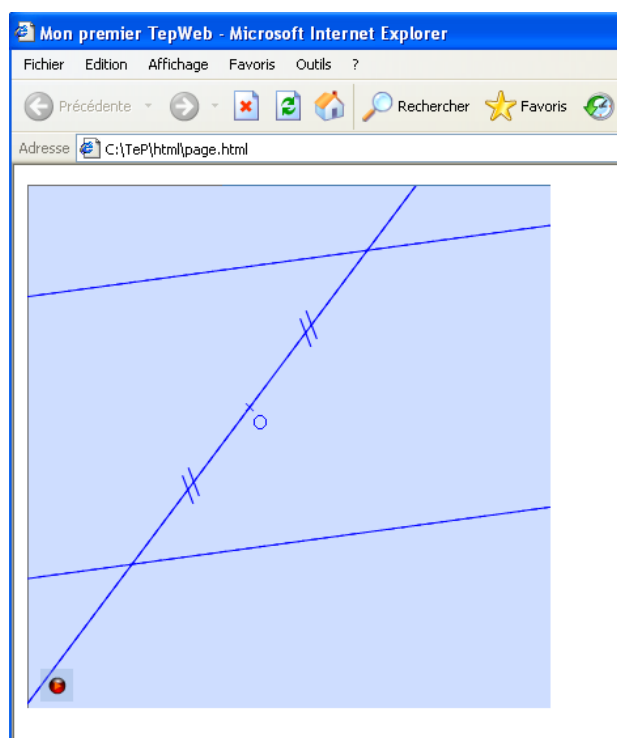 Mon premier TepWeb - Microsoft Internet Explorer
Fichier Edition Affichage Favoris Outils ?
Précédente Rechercher Favoris
Adresse C:\TeP\html\page.html
O